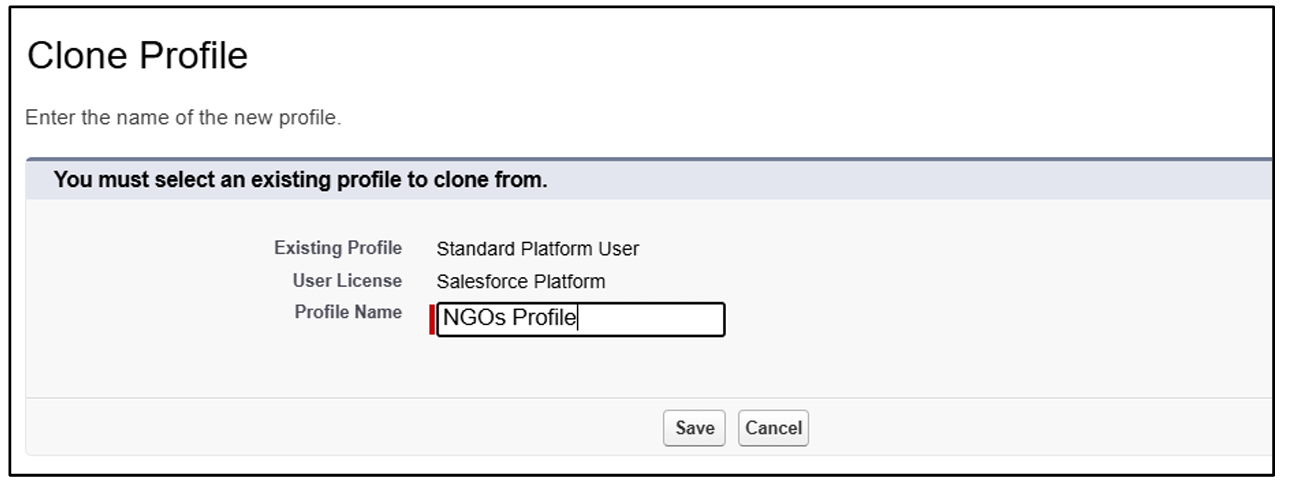 Clone Profile
Enter the name of the new profile.
You must select an existing profile to clone from.
Existing Profile Standard Platform User
User License Salesforce Platform
Profile Name NGOs Profile
Save Cancel